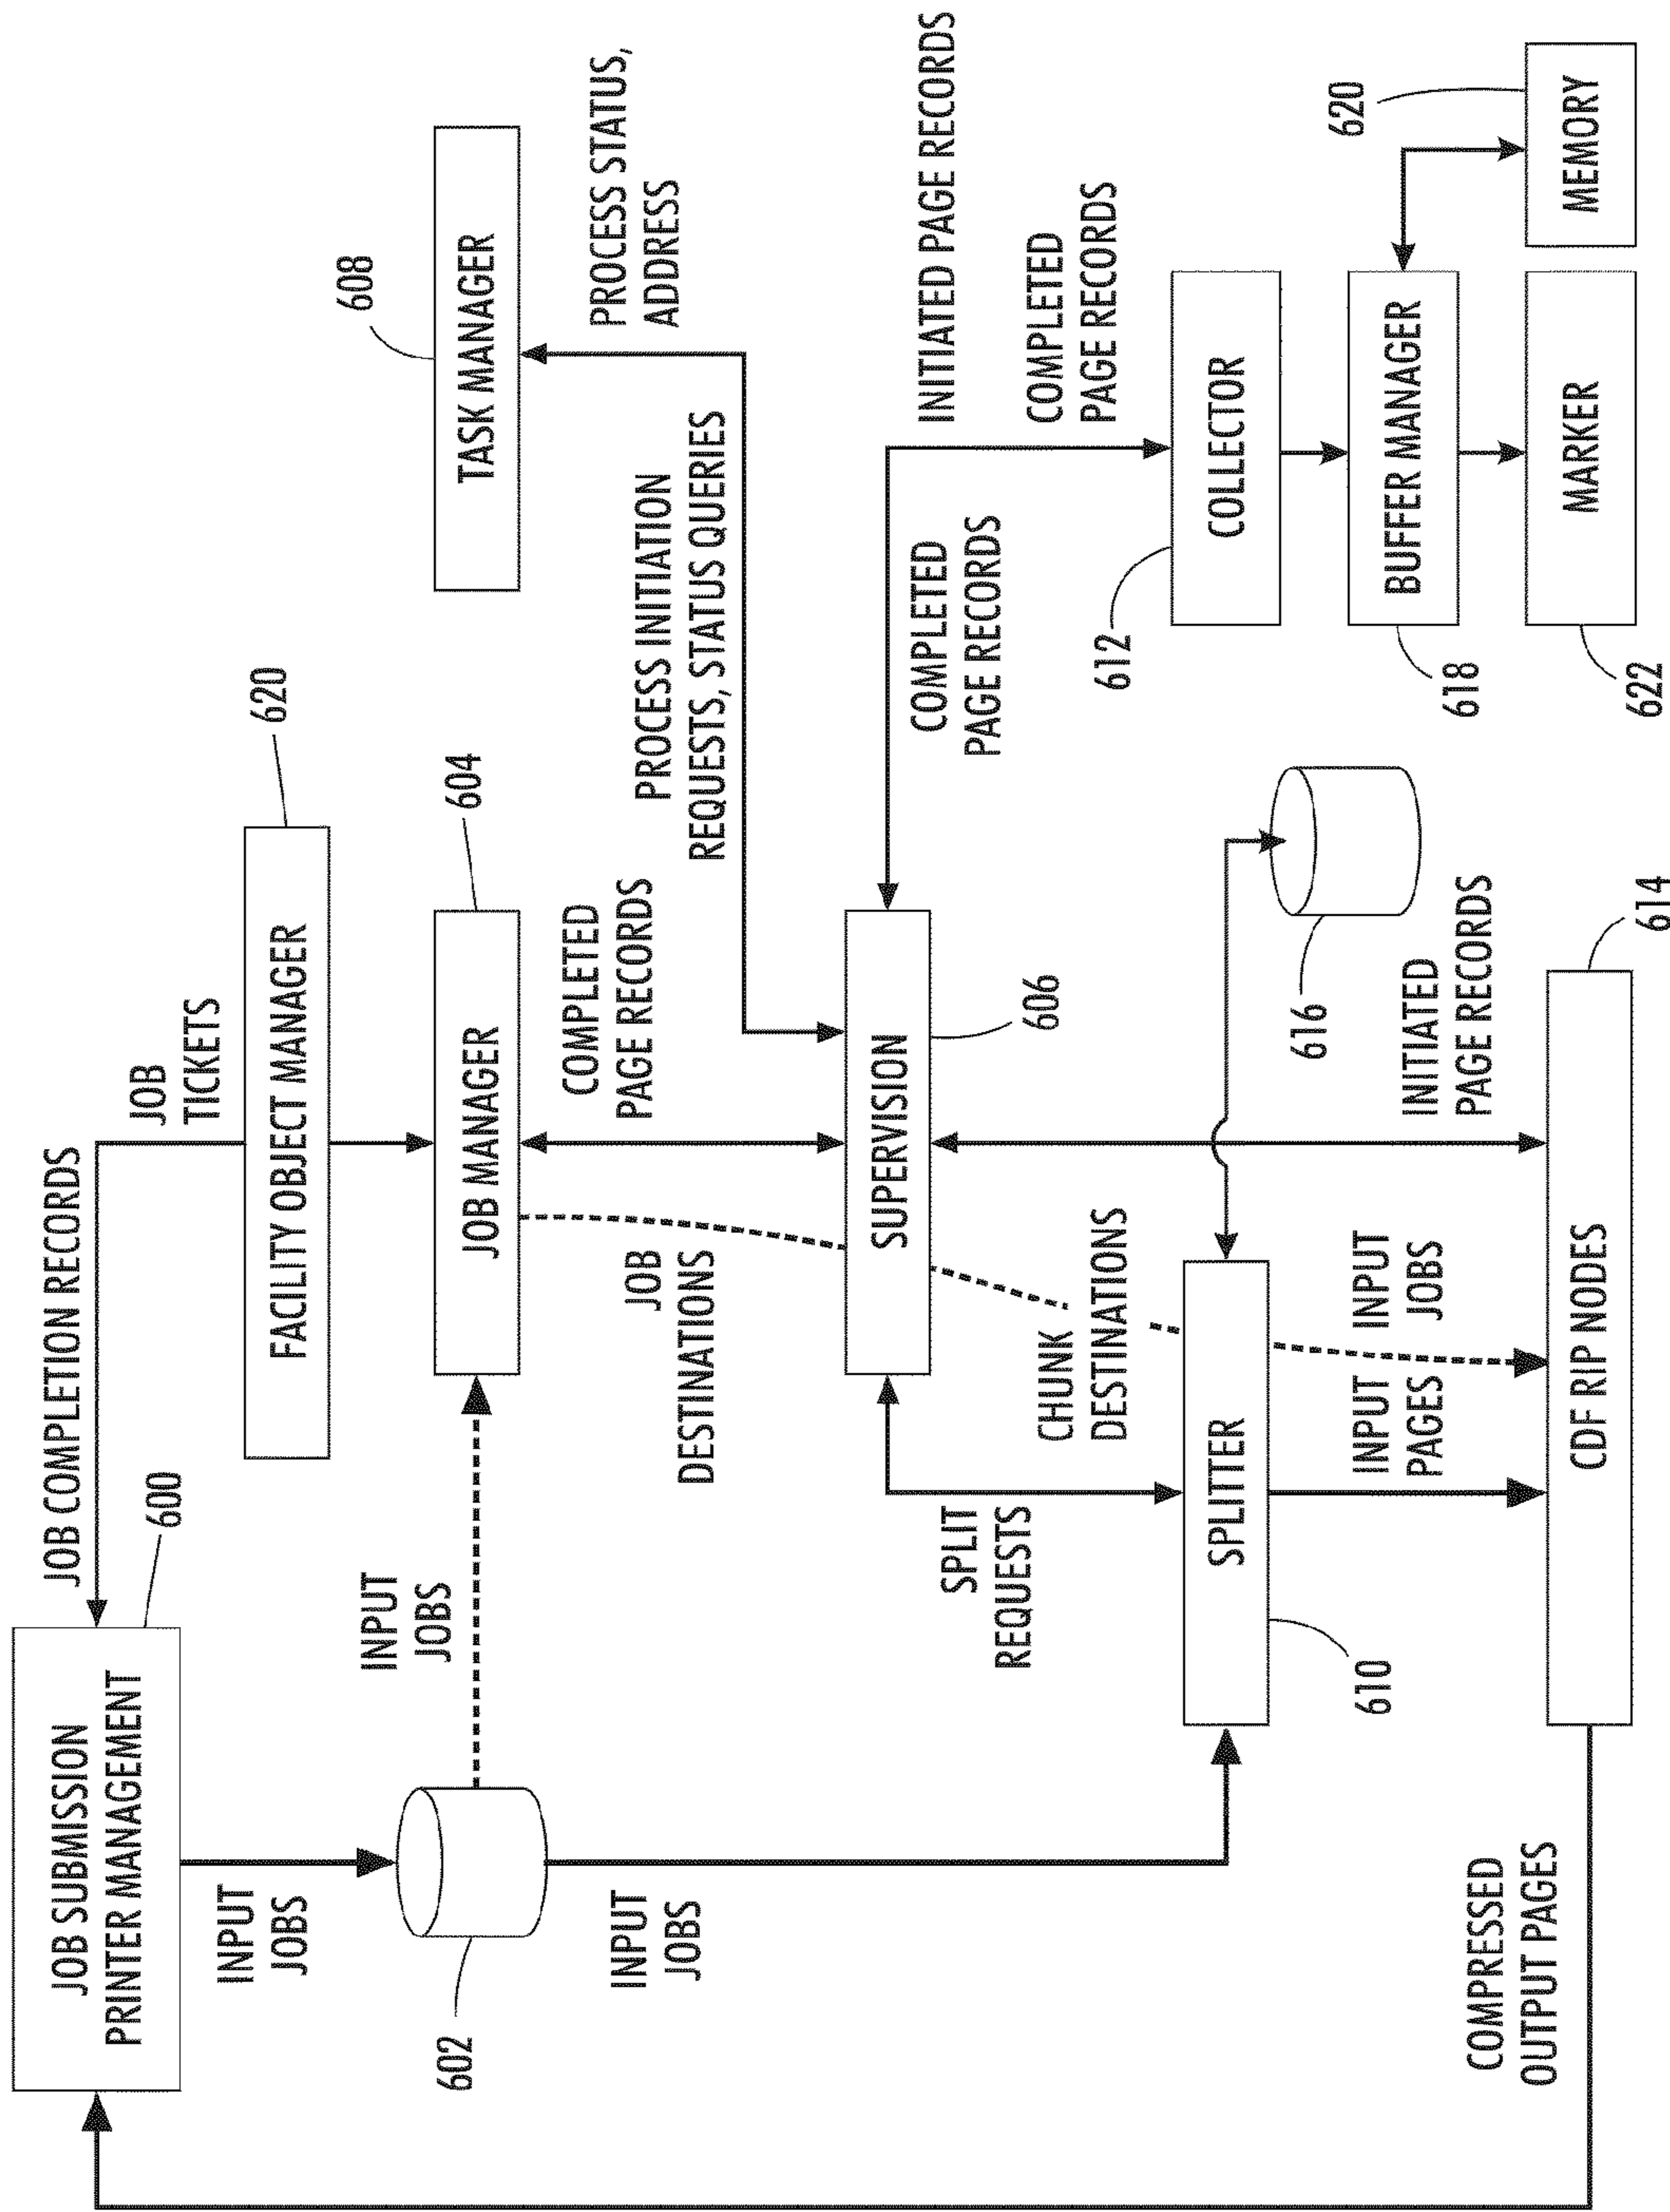 JOB SUBMISSION
PRINTER MANAGEMENT
600
JOB COMPLETION RECORDS
JOB
TICKETS
FACILITY OBJECT MANAGER
620
INPUT
JOBS
602
INPUT
JOBS
JOB MANAGER
604
TASK MANAGER
608
INPUT
JOBS
JOB
DESTINATIONS
COMPLETED
PAGE RECORDS
PROCESS INITIATION
REQUESTS, STATUS QUERIES
PROCESS STATUS,
ADDRESS
SUPERVISION
606
SPLIT
REQUESTS
CHUNK
DESTINATIONS
COMPLETED
PAGE RECORDS
INITIATED PAGE RECORDS
COMPLETED
PAGE RECORDS
SPLITTER
610
616
COLLECTOR
612
INPUT
PAGES
INPUT
JOBS
INITIATED
PAGE RECORDS
BUFFER MANAGER
618
620
COMPRESSED
OUTPUT PAGES
CDF RIP NODES
614
MARKER
622
MEMORY